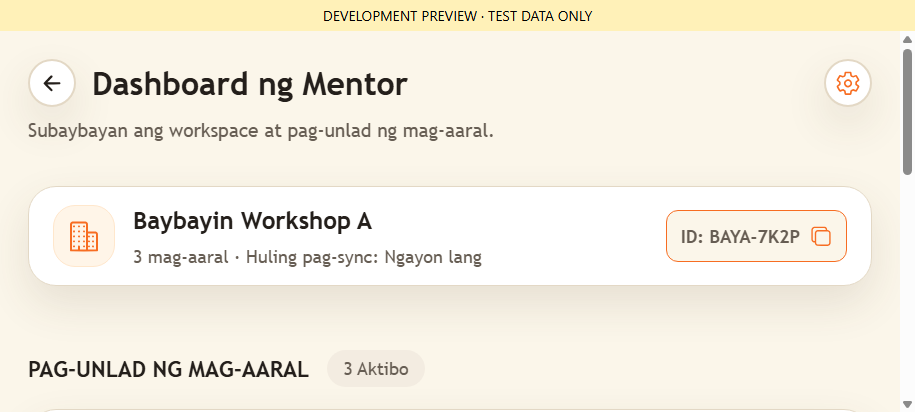 DEVELOPMENT PREVIEW · TEST DATA ONLY
Dashboard ng Mentor
Subaybayan ang workspace at pag-unlad ng mag-aaral.
Baybayin Workshop A
3 mag-aaral · Huling pag-sync: Ngayon lang
ID: BAYA-7K2P
PAG-UNLAD NG MAG-AARAL
3 Aktibo